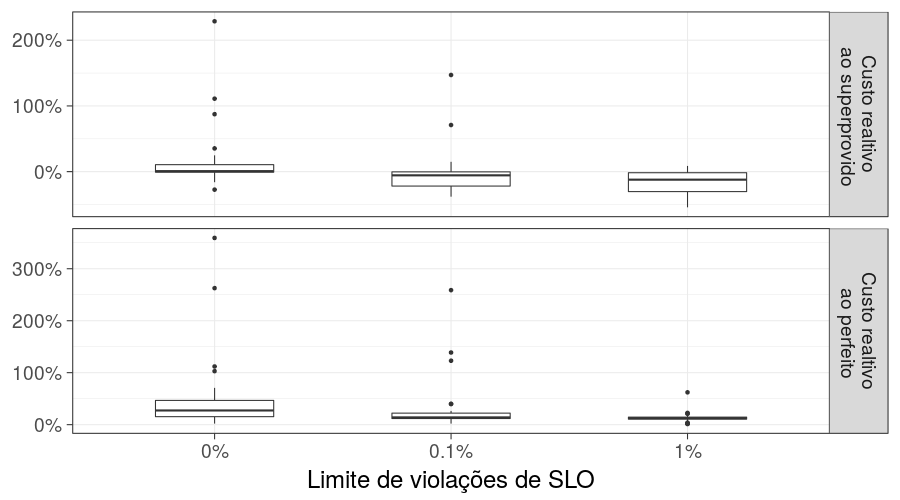 200%
100%
0%
Custo realtivo
ao superprovido
300%
200%
100%
0%
Custo realtivo
ao perfeito
0%
0.1%
1%
Limite de violações de SLO